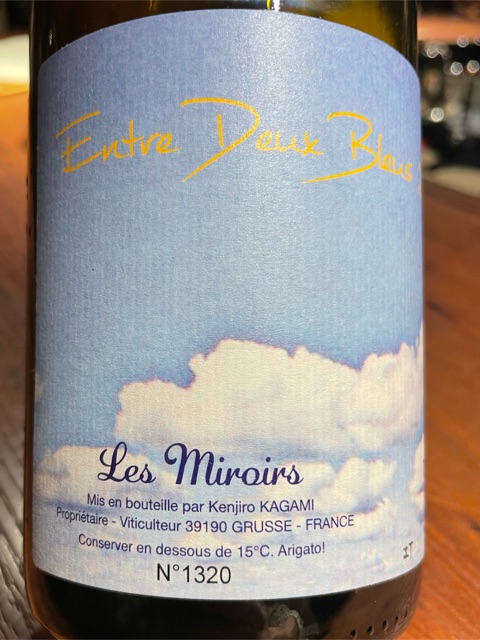 Entre Deux Bleus
Les Miroirs
Mis en bouteille par Kenjiro KAGAMI
Propriétaire - Viticulteur 39190 GRUSSE - FRANCE
Conserver en dessous de 15°C. Arigato!
N°1320